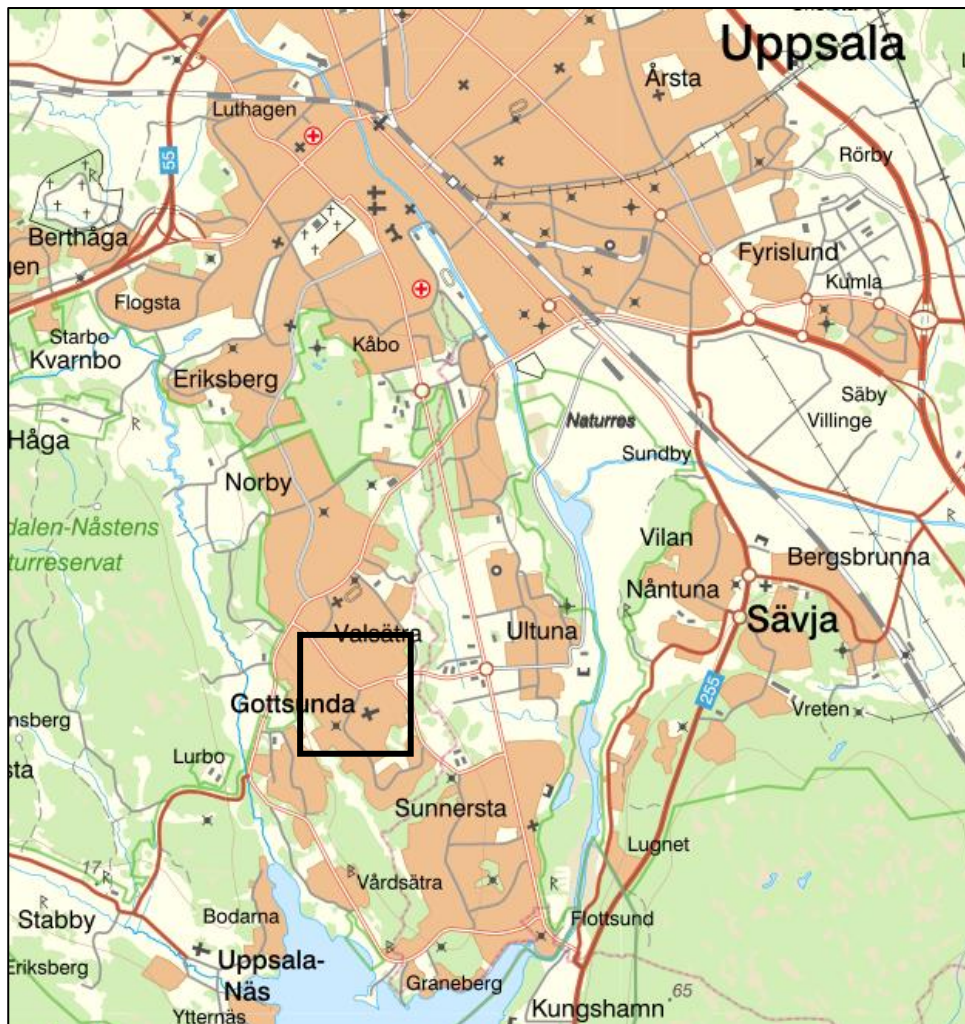 Uppsala
Årsta
Luthagen
55
Rörby
Berthåga
gen
Fyrislund
Kumla
Flogsta
Starbo
Kvarnbo
Kåbo
Eriksberg
Säby
Villinge
Naturres
Håga
Sundby
Norby
dalen-Nåstens
turreservat
Vilan
Bergsbrunna
Nåntuna
Sävja
Valsätra
Ultuna
255
Gottsunda
Vreten
nsberg
Lurbo
sta
Sunnersta
Lugnet
17
Vårdsätra
Stabby
Bodarna
Flottsund
Eriksberg
Uppsala-
Näs
Graneberg
65
Kungshamn
Ytternäs